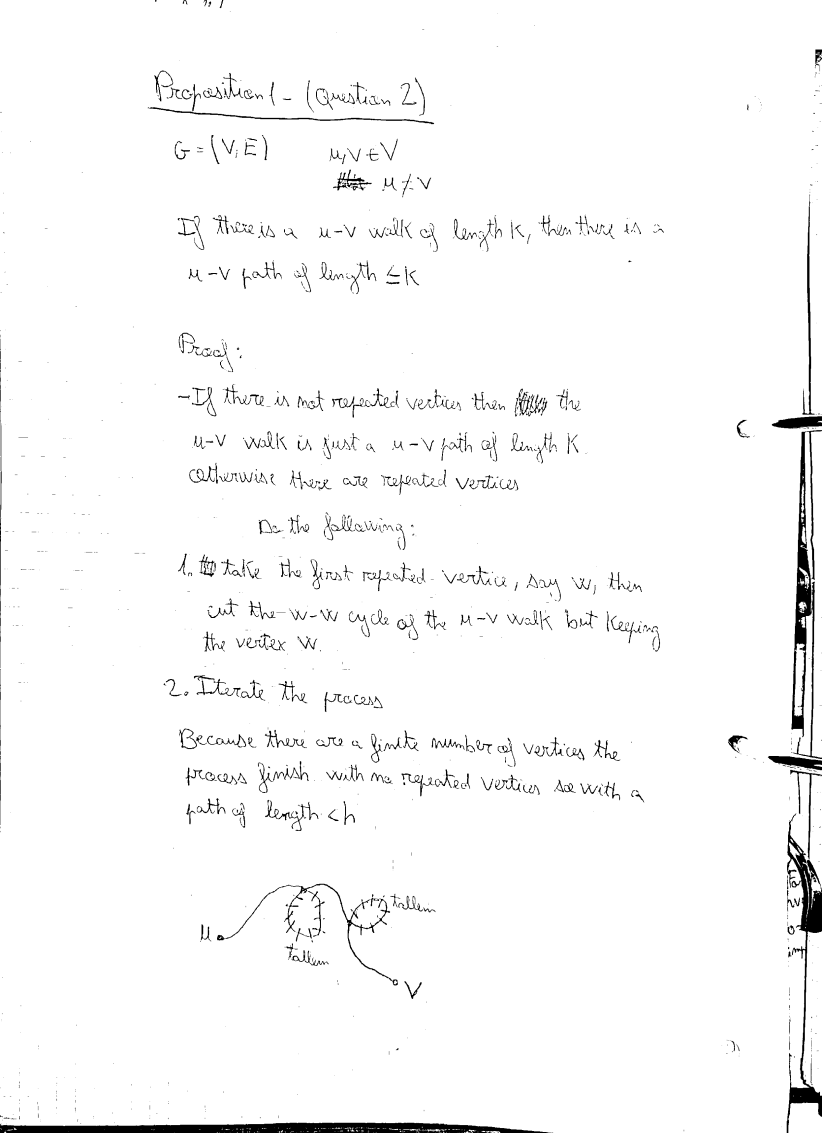 Proposition 1 - (Question 2)
G = (V, E) u, v ∈ V
u ≠ v
If there is a u-v walk of length K, then there is a
u-v path of length ≤ K
Proof:
- If there is not repeated vertices then the
u-v walk is just a u-v path of length K.
otherwise there are repeated vertices
Do the following:
1. take the first repeated vertice, say w, then
cut the w-w cycle of the u-v walk but keeping
the vertex w.
2. Iterate the process
Because there are a finite number of vertices the
process finish with no repeated vertices so with a
path of length < h
tallem
u
tallem
v